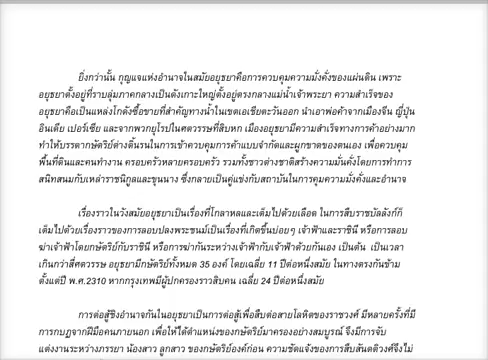 ยิ่งกว่านั้น กุญแจแห่งอำนาจในสมัยอยุธยาคือการควบคุมความมั่งคั่งของแผ่นดิน เพราะ
อยุธยาตั้งอยู่ที่ราบลุ่มภาคกลางเป็นดังเกาะใหญ่ตั้งอยู่ตรงกลางแม่น้ำเจ้าพระยา ความสำเร็จของ
อยุธยาคือเป็นแหล่งโกดังซื้อขายที่สำคัญทางน้ำในเขตเอเชียตะวันออก นำเอาพ่อค้าจากเมืองจีน ญี่ปุ่น
อินเดีย เปอร์เซีย และจากพวกยุโรปในศตวรรษที่สิบหก เมืองอยุธยามีความสำเร็จทางการค้าอย่างมาก
ทำให้บรรดากษัตริย์ต่างดิ้นรนในการเข้าควบคุมการค้าแบบจำกัดและผูกขาดของตนเอง เพื่อควบคุม
พื้นที่ดินและคนทำงาน ครอบครัวหลายครอบครัว รวมทั้งชาวต่างชาติสร้างความมั่นคั่งโดยการทำการ
สนิทสนมกับเหล่าราชนิกูลและขุนนาง ซึ่งกลายเป็นคู่แข่งกับสถาบันในการคุมความมั่งคั่งและอำนาจ
เรื่องราวในวังสมัยอยุธยาเป็นเรื่องที่โกลาหลและเต็มไปด้วยเลือด ในการสืบราชบัลลังก์ก็
เต็มไปด้วยเรื่องราวของการลอบปลงพระชนม์เป็นเรื่องที่เกิดขึ้นบ่อยๆ เจ้าฟ้าและราชินี หรือการลอบ
ฆ่าเจ้าฟ้าโดยกษัตริย์กับราชินี หรือการฆ่ากันระหว่างเจ้าฟ้ากับเจ้าฟ้าด้วยกันเอง เป็นต้น เป็นเวลา
เกินกว่าสี่ศตวรรษ อยุธยามีกษัตริย์ทั้งหมด 35 องค์ โดยเฉลี่ย 11 ปีต่อหนึ่งสมัย ในทางตรงกันข้าม
ตั้งแต่ปี พ.ศ.2310 หากกรุงเทพมีผู้ปกครองราวสิบคน เฉลี่ย 24 ปีต่อหนึ่งสมัย
การต่อสู้ชิงอำนาจกันในอยุธยาเป็นการต่อสู้เพื่อสืบต่อสายโลหิตของราชวงศ์ มีหลายครั้งที่มี
การกบฏจากฝีมือคนภายนอก เพื่อให้ได้ตำแหน่งของกษัตริย์มาครองอย่างสมบูรณ์ จึงมีการจับ
แต่งงานระหว่างภรรยา น้องสาว ลูกสาว ของกษัตริย์องค์ก่อน ความขัดแจ้งของการสืบสันตติวงศ์จึงไม่